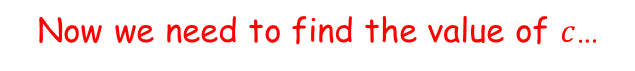 Now we need to find the value of c…